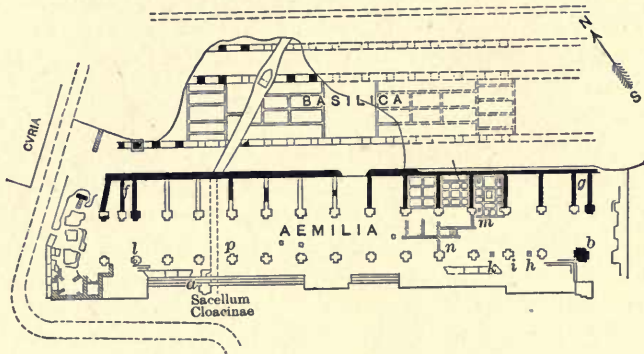 N
S
CVRIA
BASILICA
f
g
AEMILIA
m
l
p
n
b
k i h
a
Sacellum
Cloacinae